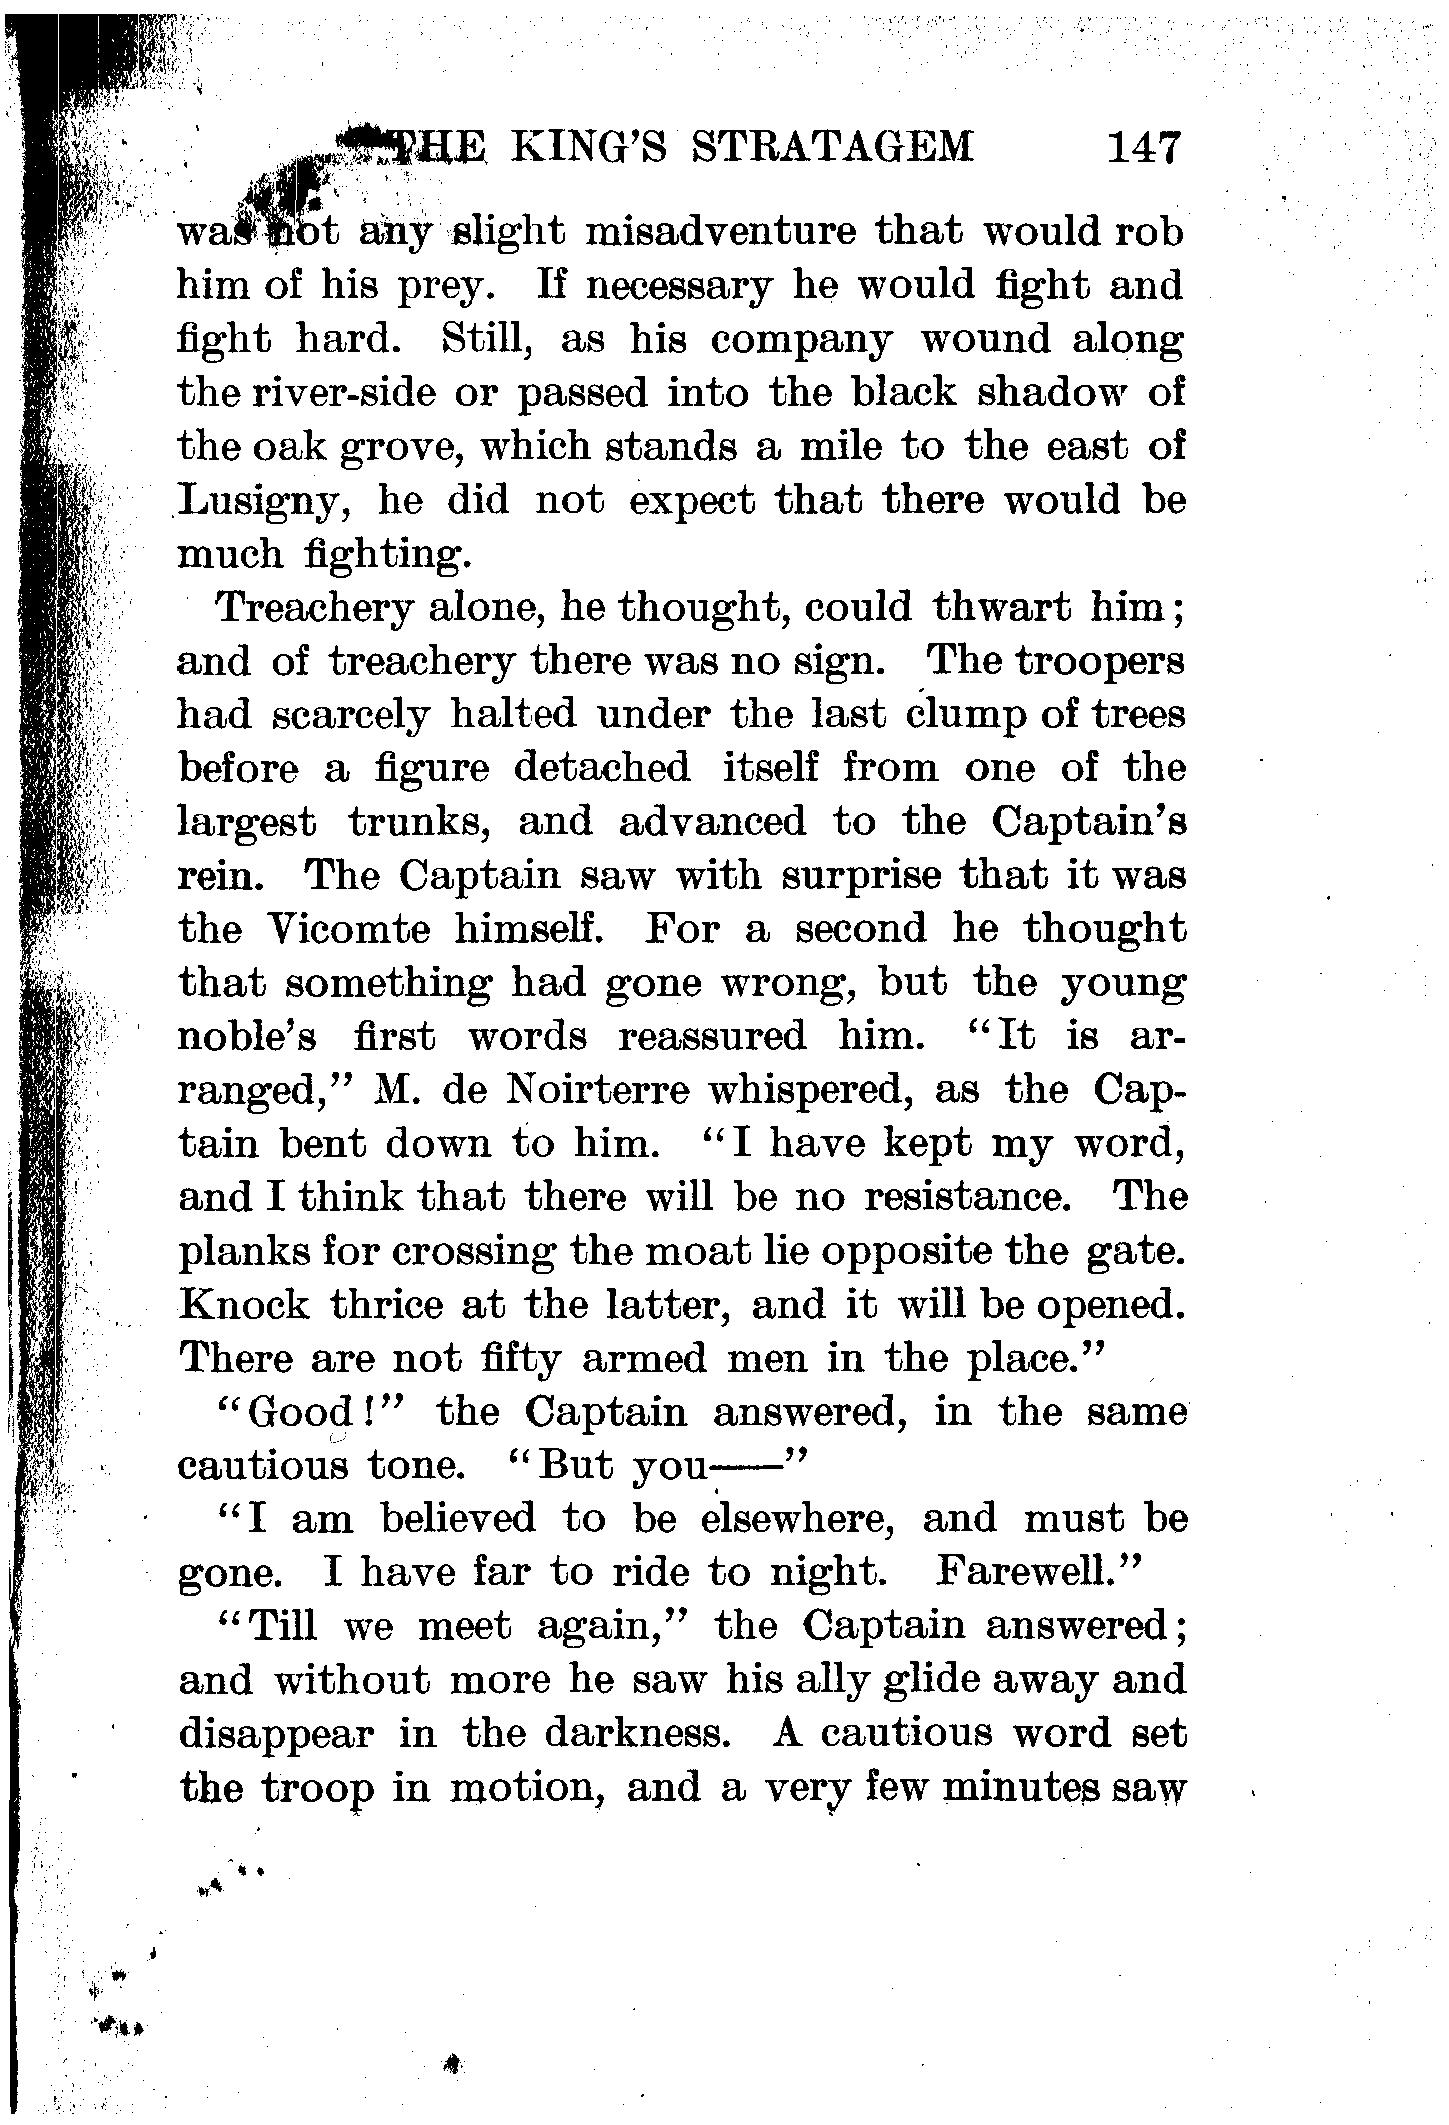 THE KING'S STRATAGEM 147
was not any slight misadventure that would rob
him of his prey. If necessary he would fight and
fight hard. Still, as his company wound along
the river-side or passed into the black shadow of
the oak grove, which stands a mile to the east of
Lusigny, he did not expect that there would be
much fighting.
Treachery alone, he thought, could thwart him;
and of treachery there was no sign. The troopers
had scarcely halted under the last clump of trees
before a figure detached itself from one of the
largest trunks, and advanced to the Captain's
rein. The Captain saw with surprise that it was
the Vicomte himself. For a second he thought
that something had gone wrong, but the young
noble's first words reassured him. "It is ar-
ranged," M. de Noirterre whispered, as the Cap-
tain bent down to him. "I have kept my word,
and I think that there will be no resistance. The
planks for crossing the moat lie opposite the gate.
Knock thrice at the latter, and it will be opened.
There are not fifty armed men in the place."
"Good!" the Captain answered, in the same
cautious tone. "But you——"
"I am believed to be elsewhere, and must be
gone. I have far to ride to night. Farewell."
"Till we meet again," the Captain answered;
and without more he saw his ally glide away and
disappear in the darkness. A cautious word set
the troop in motion, and a very few minutes saw